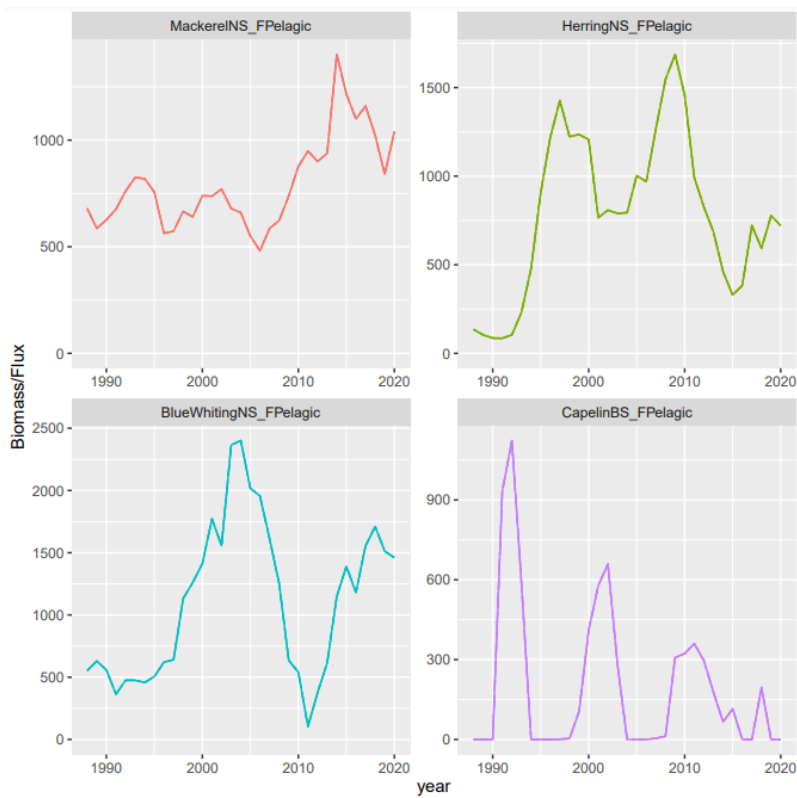 MackerelNS_FPelagic
1000
500
0
1990 2000 2010 2020
HerringNS_FPelagic
1500
1000
500
0
1990 2000 2010 2020
Biomass/Flux
BlueWhitingNS_FPelagic
2500
2000
1500
1000
500
0
1990 2000 2010 2020
CapelinBS_FPelagic
900
600
300
0
1990 2000 2010 2020
year